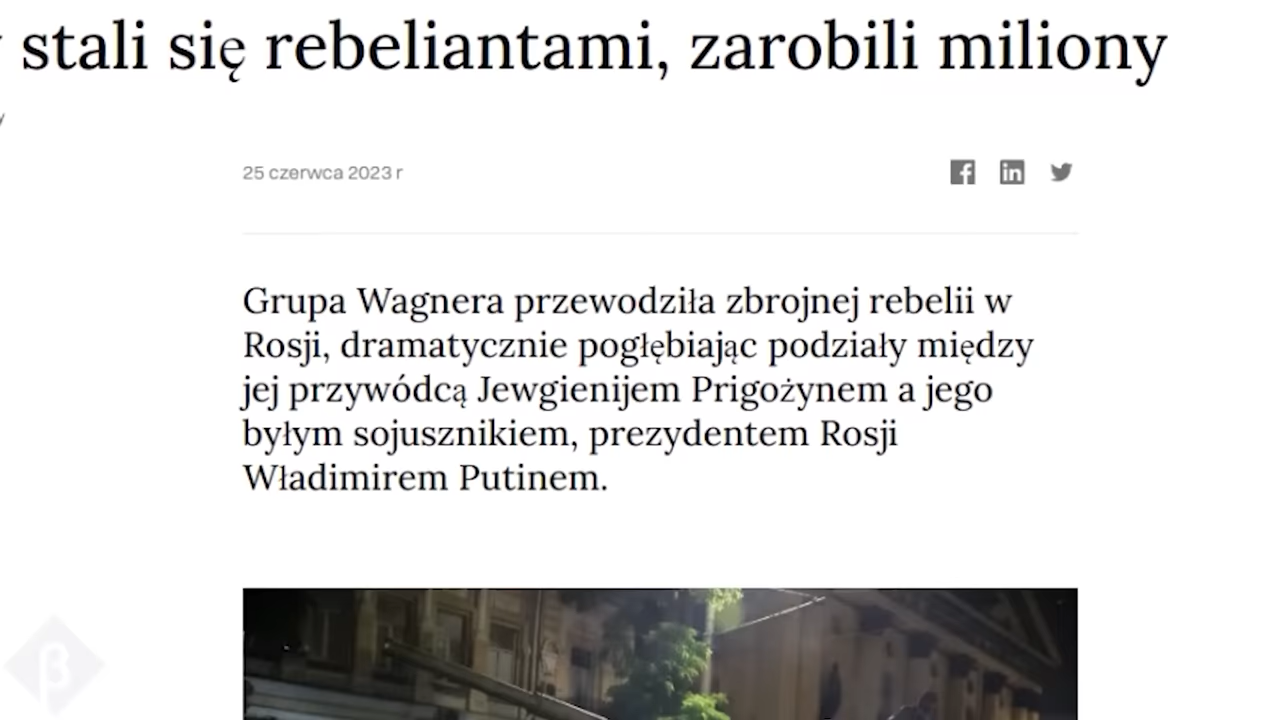 stali się rebeliantami, zarobili miliony
25 czerwca 2023 r
Grupa Wagnera przewodziła zbrojnej rebelii w
Rosji, dramatycznie pogłębiając podziały między
jej przywódcą Jewgienijem Prigożynem a jego
byłym sojusznikiem, prezydentem Rosji
Władimirem Putinem.
β